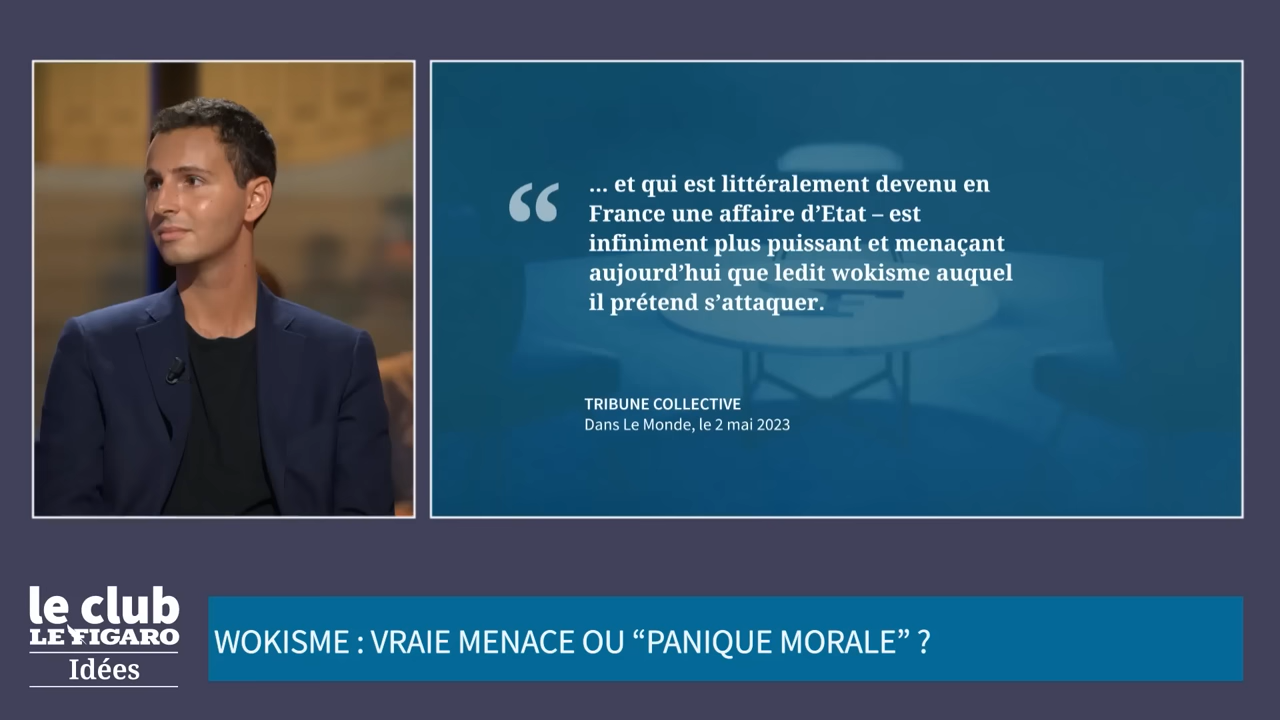 “
... et qui est littéralement devenu en
France une affaire d’Etat – est
infiniment plus puissant et menaçant
aujourd’hui que ledit wokisme auquel
il prétend s’attaquer.
TRIBUNE COLLECTIVE
Dans Le Monde, le 2 mai 2023
le club
LE FIGARO
Idées
WOKISME : VRAIE MENACE OU “PANIQUE MORALE” ?